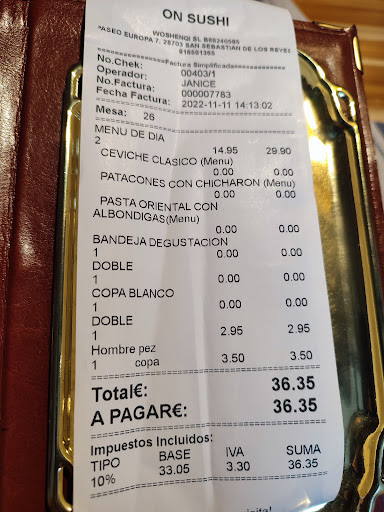 ON SUSHI
WOSHENQI SL B88240595
PASEO EUROPA 7, 28703 SAN SEBASTIAN DE LOS REYES
Factura Simplificada
No.Chek: 00403/1
Operador: JANICE
No.Factura: 000007783
Fecha Factura: 2022-11-11 14:13:02
Mesa: 26
MENU DE DIA
2 14.95 29.90
CEVICHE CLASICO (Menu)
0.00 0.00
PATACONES CON CHICHARON (Menu)
0.00 0.00
PASTA ORIENTAL CON
ALBONDIGAS(Menu)
0.00 0.00
BANDEJA DEGUSTACION
1 0.00 0.00
DOBLE
1 0.00 0.00
COPA BLANCO
1 0.00 0.00
DOBLE
1 2.95 2.95
Hombre pez
1 copa 3.50 3.50
Total€: 36.35
A PAGAR€: 36.35
Impuestos Incluidos:
TIPO BASE IVA SUMA
10% 33.05 3.30 36.35